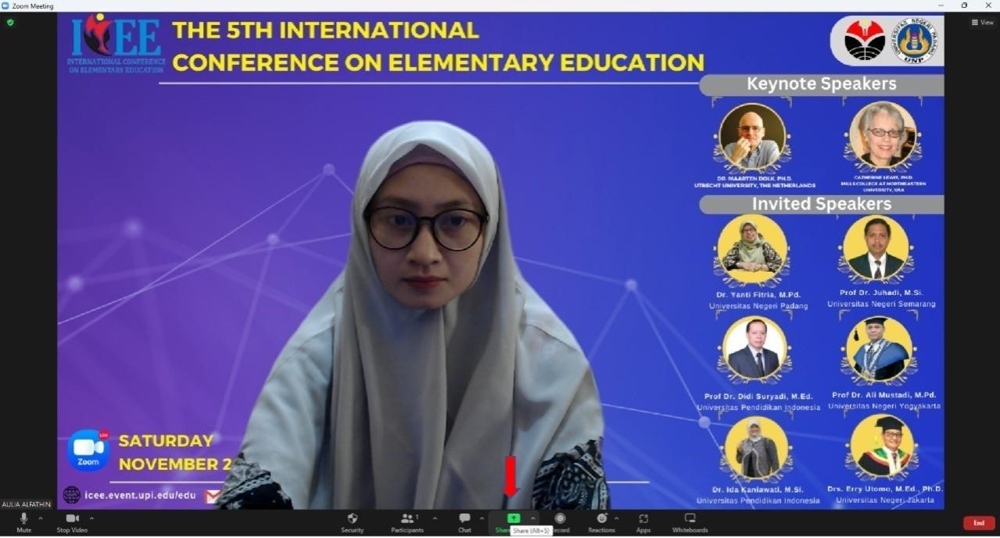 Zoom Meeting
View
ICEE
INTERNATIONAL CONFERENCE
ON ELEMENTARY EDUCATION
THE 5TH INTERNATIONAL
CONFERENCE ON ELEMENTARY EDUCATION
UNIVERSITAS NEGERI PADANG
UNP
Keynote Speakers
DR. MAARTEN DOLK, PH.D.
UTRECHT UNIVERSITY, THE NETHERLANDS
CATHERINE LEWIS, PH.D.
MILLS COLLEGE AT NORTHEASTERN
UNIVERSITY, USA
Invited Speakers
Dr. Yanti Fitria, M.Pd.
Universitas Negeri Padang
Prof Dr. Juhadi, M.Si.
Universitas Negeri Semarang
Prof Dr. Didi Suryadi, M.Ed.
Universitas Pendidikan Indonesia
Prof Dr. Ali Mustadi, M.Pd.
Universitas Negeri Yogyakarta
Dr. Ida Kaniawati, M.Si.
Universitas Pendidikan Indonesia
Drs. Erry Utomo, M.Ed., Ph.D.
Universitas Negeri Jakarta
Live
Zoom
SATURDAY
NOVEMBER 2
icee.event.upi.edu/edu
AULIA ALFATHIN
Mute
Stop Video
Security
1
Participants
Chat
Share
Share (Alt+S)
ecord
Reactions
Apps
Whiteboards
End